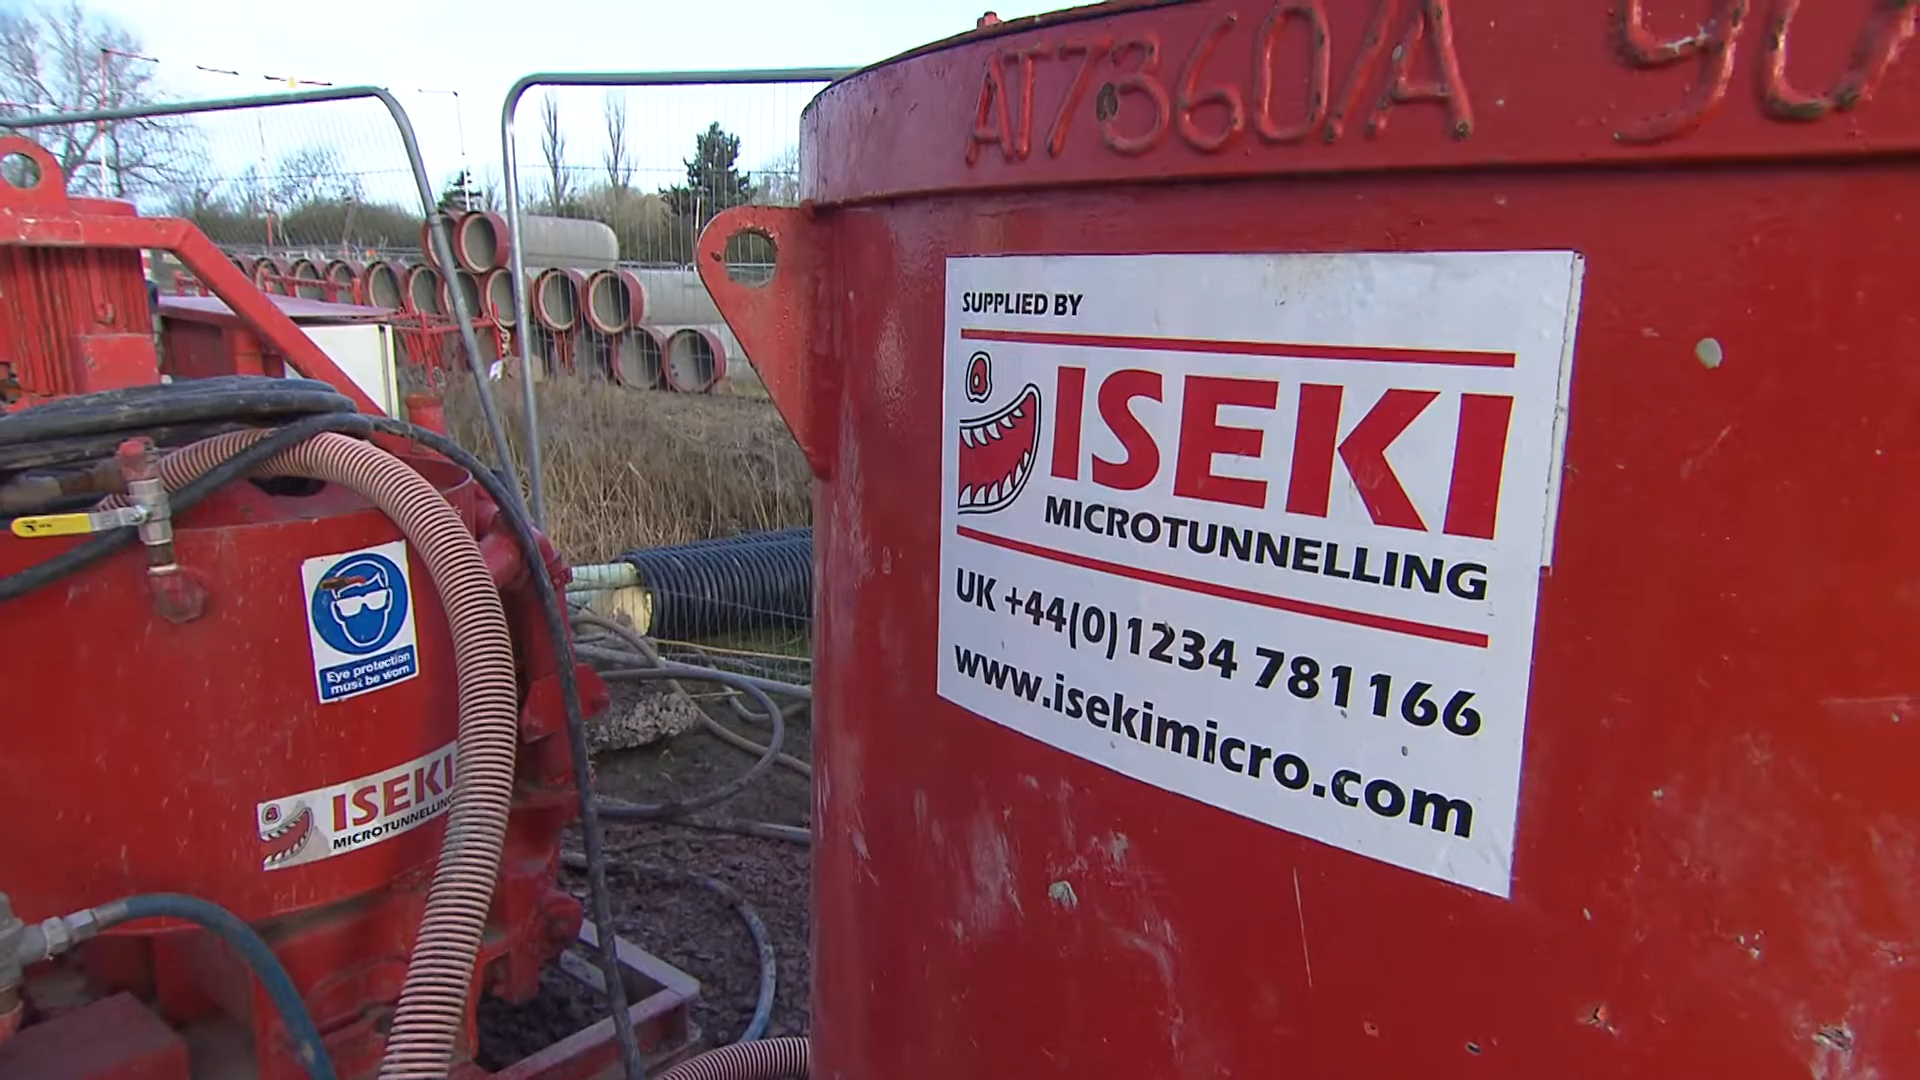 AT7360/A
SUPPLIED BY
ISEKI
MICROTUNNELLING
UK +44(0)1234 781166
www.isekimicro.com
Eye protection
must be worn
ISEKI
MICROTUNNELLING